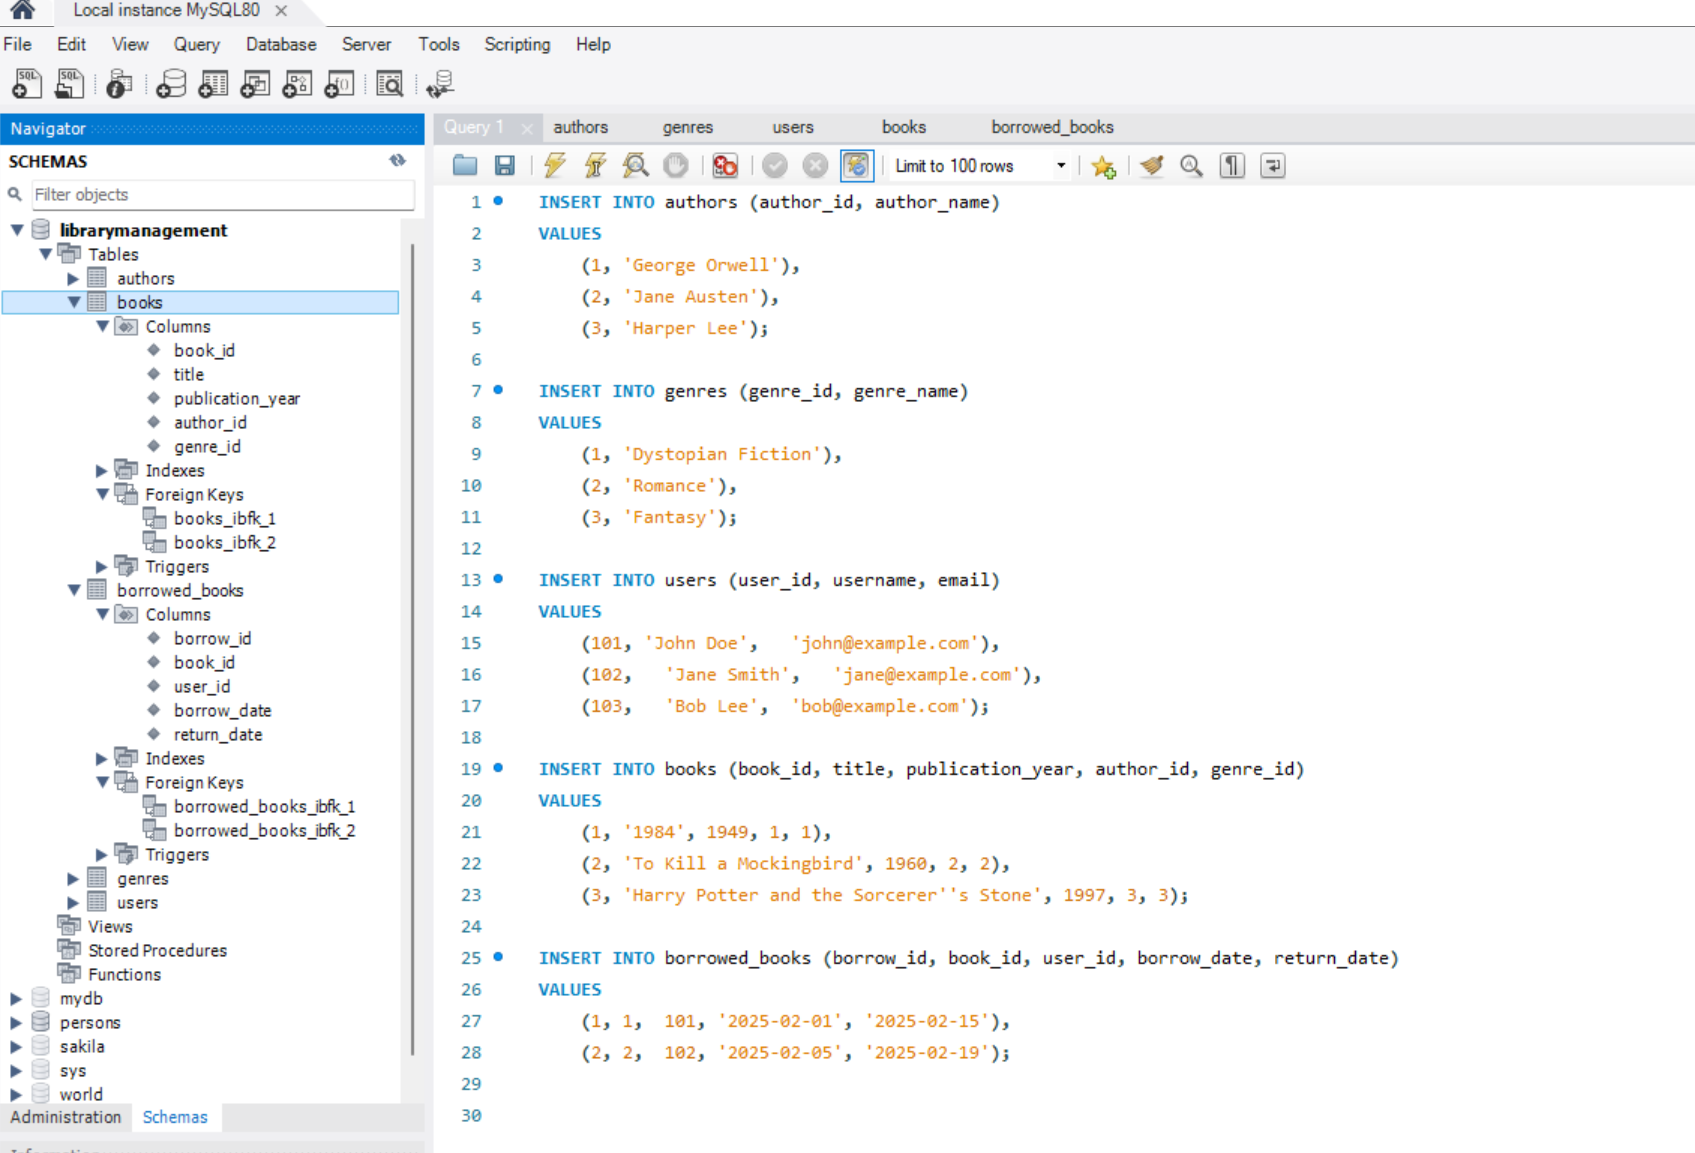 Local instance MySQL80
File Edit View Query Database Server Tools Scripting Help
Navigator
SCHEMAS
Filter objects
librarymanagement
Tables
authors
books
Columns
book_id
title
publication_year
author_id
genre_id
Indexes
Foreign Keys
books_ibfk_1
books_ibfk_2
Triggers
borrowed_books
Columns
borrow_id
book_id
user_id
borrow_date
return_date
Indexes
Foreign Keys
borrowed_books_ibfk_1
borrowed_books_ibfk_2
Triggers
genres
users
Views
Stored Procedures
Functions
mydb
persons
sakila
sys
world
Administration Schemas
Query 1 authors genres users books borrowed_books
Limit to 100 rows
1 INSERT INTO authors (author_id, author_name)
2 VALUES
3 (1, 'George Orwell'),
4 (2, 'Jane Austen'),
5 (3, 'Harper Lee');
6
7 INSERT INTO genres (genre_id, genre_name)
8 VALUES
9 (1, 'Dystopian Fiction'),
10 (2, 'Romance'),
11 (3, 'Fantasy');
12
13 INSERT INTO users (user_id, username, email)
14 VALUES
15 (101, 'John Doe', 'john@example.com'),
16 (102, 'Jane Smith', 'jane@example.com'),
17 (103, 'Bob Lee', 'bob@example.com');
18
19 INSERT INTO books (book_id, title, publication_year, author_id, genre_id)
20 VALUES
21 (1, '1984', 1949, 1, 1),
22 (2, 'To Kill a Mockingbird', 1960, 2, 2),
23 (3, 'Harry Potter and the Sorcerer''s Stone', 1997, 3, 3);
24
25 INSERT INTO borrowed_books (borrow_id, book_id, user_id, borrow_date, return_date)
26 VALUES
27 (1, 1, 101, '2025-02-01', '2025-02-15'),
28 (2, 2, 102, '2025-02-05', '2025-02-19');
29
30